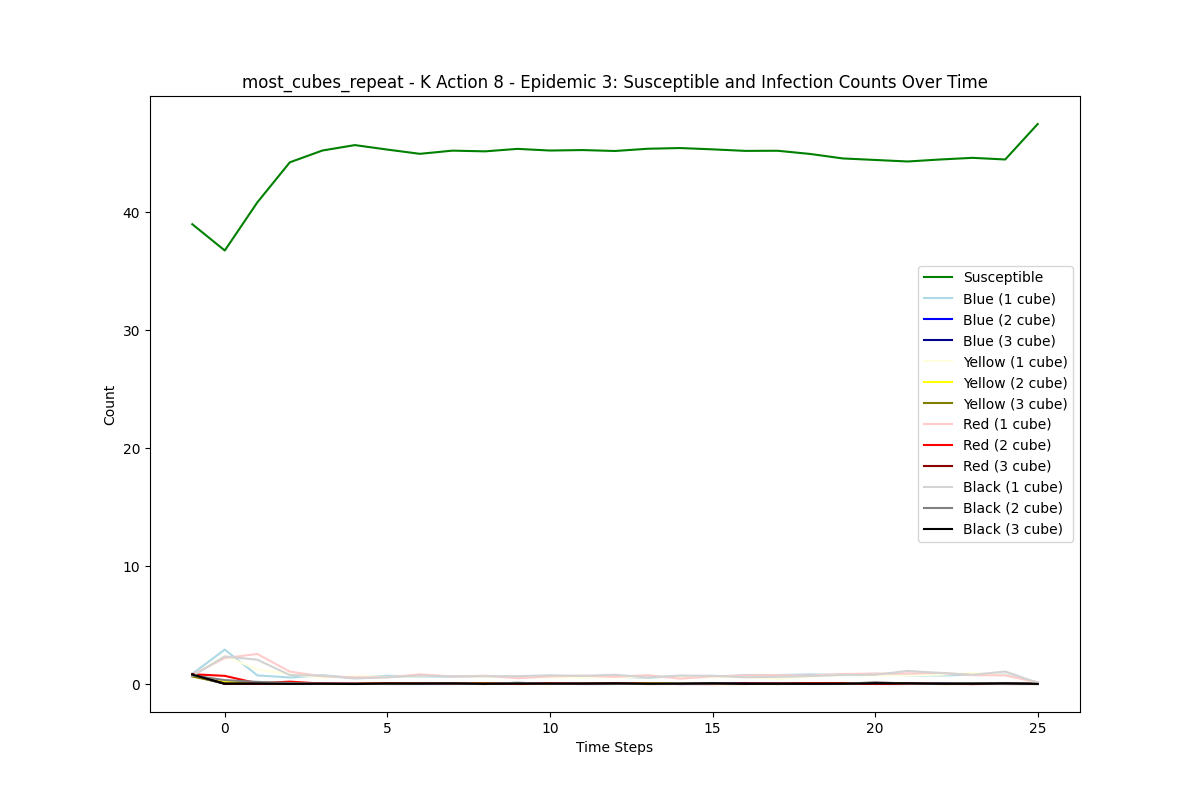 most_cubes_repeat - K Action 8 - Epidemic 3: Susceptible and Infection Counts Over Time
Count
40
30
20
10
0
Susceptible
Blue (1 cube)
Blue (2 cube)
Blue (3 cube)
Yellow (1 cube)
Yellow (2 cube)
Yellow (3 cube)
Red (1 cube)
Red (2 cube)
Red (3 cube)
Black (1 cube)
Black (2 cube)
Black (3 cube)
0 5 10 15 20 25
Time Steps